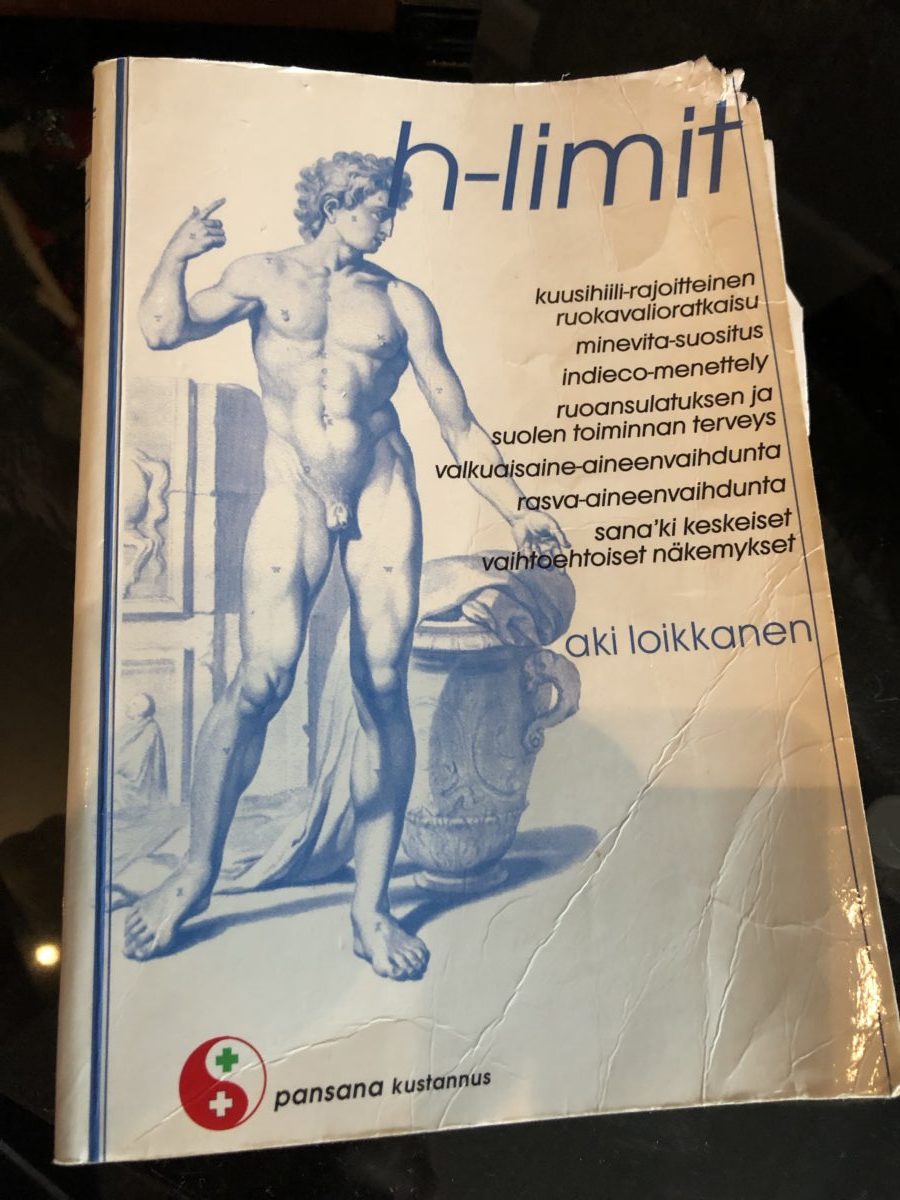 h-limit
kuusihiili-rajoitteinen
ruokavalioratkaisu
minevita-suositus
indieco-menettely
ruoansulatuksen ja
suolen toiminnan terveys
valkuaisaine-aineenvaihdunta
rasva-aineenvaihdunta
sana'ki keskeiset
vaihtoehtoiset näkemykset
aki loikkanen
pansana kustannus